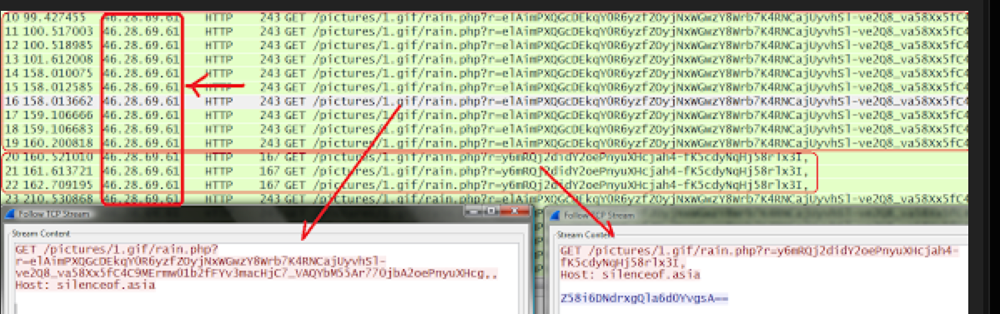 10 99.427455 46.28.69.61 HTTP 243 GET /pictures/1.gif/rain.php?r=elAimPXQGcDEkqYOR6yzfZOyjNxWGwzY8Wrb7K4RNCajUyvhSl-ve2Q8_va58Xx5fC4
11 100.517003 46.28.69.61 HTTP 243 GET /pictures/1.gif/rain.php?r=elAimPXQGcDEkqYOR6yzfZOyjNxWGwzY8Wrb7K4RNCajUyvhSl-ve2Q8_va58Xx5fC4
12 100.518985 46.28.69.61 HTTP 243 GET /pictures/1.gif/rain.php?r=elAimPXQGcDEkqYOR6yzfZOyjNxWGwzY8Wrb7K4RNCajUyvhSl-ve2Q8_va58Xx5fC4
13 101.612008 46.28.69.61 HTTP 243 GET /pictures/1.gif/rain.php?r=elAimPXQGcDEkqYOR6yzfZOyjNxWGwzY8Wrb7K4RNCajUyvhSl-ve2Q8_va58Xx5fC4
14 158.010075 46.28.69.61 HTTP 243 GET /pictures/1.gif/rain.php?r=elAimPXQGcDEkqYOR6yzfZOyjNxWGwzY8Wrb7K4RNCajUyvhSl-ve2Q8_va58Xx5fC4
15 158.012585 46.28.69.61 HTTP 243 GET /pictures/1.gif/rain.php?r=elAimPXQGcDEkqYOR6yzfZOyjNxWGwzY8Wrb7K4RNCajUyvhSl-ve2Q8_va58Xx5fC4
16 158.013662 46.28.69.61 HTTP 243 GET /pictures/1.gif/rain.php?r=elAimPXQGcDEkqYOR6yzfZOyjNxWGwzY8Wrb7K4RNCajUyvhSl-ve2Q8_va58Xx5fC4
17 159.106666 46.28.69.61 HTTP 243 GET /pictures/1.gif/rain.php?r=elAimPXQGcDEkqYOR6yzfZOyjNxWGwzY8Wrb7K4RNCajUyvhSl-ve2Q8_va58Xx5fC4
18 159.106683 46.28.69.61 HTTP 243 GET /pictures/1.gif/rain.php?r=elAimPXQGcDEkqYOR6yzfZOyjNxWGwzY8Wrb7K4RNCajUyvhSl-ve2Q8_va58Xx5fC4
19 160.200818 46.28.69.61 HTTP 243 GET /pictures/1.gif/rain.php?r=elAimPXQGcDEkqYOR6yzfZOyjNxWGwzY8Wrb7K4RNCajUyvhSl-ve2Q8_va58Xx5fC4
20 160.521010 46.28.69.61 HTTP 167 GET /pictures/1.gif/rain.php?r=y6mRQj2didY2oePnyuXHcjah4-fK5cdyNqHj58rlx3I,
21 161.613721 46.28.69.61 HTTP 167 GET /pictures/1.gif/rain.php?r=y6mRQj2didY2oePnyuXHcjah4-fK5cdyNqHj58rlx3I,
22 162.709195 46.28.69.61 HTTP 167 GET /pictures/1.gif/rain.php?r=y6mRQj2didY2oePnyuXHcjah4-fK5cdyNqHj58rlx3I,
23 210.530868 46.28.69.61 HTTP 243 GET /pictures/1.gif/rain.php?r=elAimPXQGcDEkqYOR6yzfZOyjNxWGwzY8Wrb7K4RNCajUyvhSl-ve2Q8_va58Xx5fC4
Follow TCP Stream
Stream Content
GET /pictures/1.gif/rain.php?
r=elAimPXQGcDEkqYOR6yzfZOyjNxWGwzY8Wrb7K4RNCajUyvhSl-
ve2Q8_va58Xx5fC4C9MErmwO1b2fFYv3macHjC7_VAQYbM55Ar77OjbA2oePnyuXHcg,,
Host: silenceof.asia
Follow TCP Stream
Stream Content
GET /pictures/1.gif/rain.php?r=y6mRQj2didY2oePnyuXHcjah4-
fK5cdyNqHj58rlx3I,
Host: silenceof.asia
Z58i6DNdrxgQla6dOYvgsA==